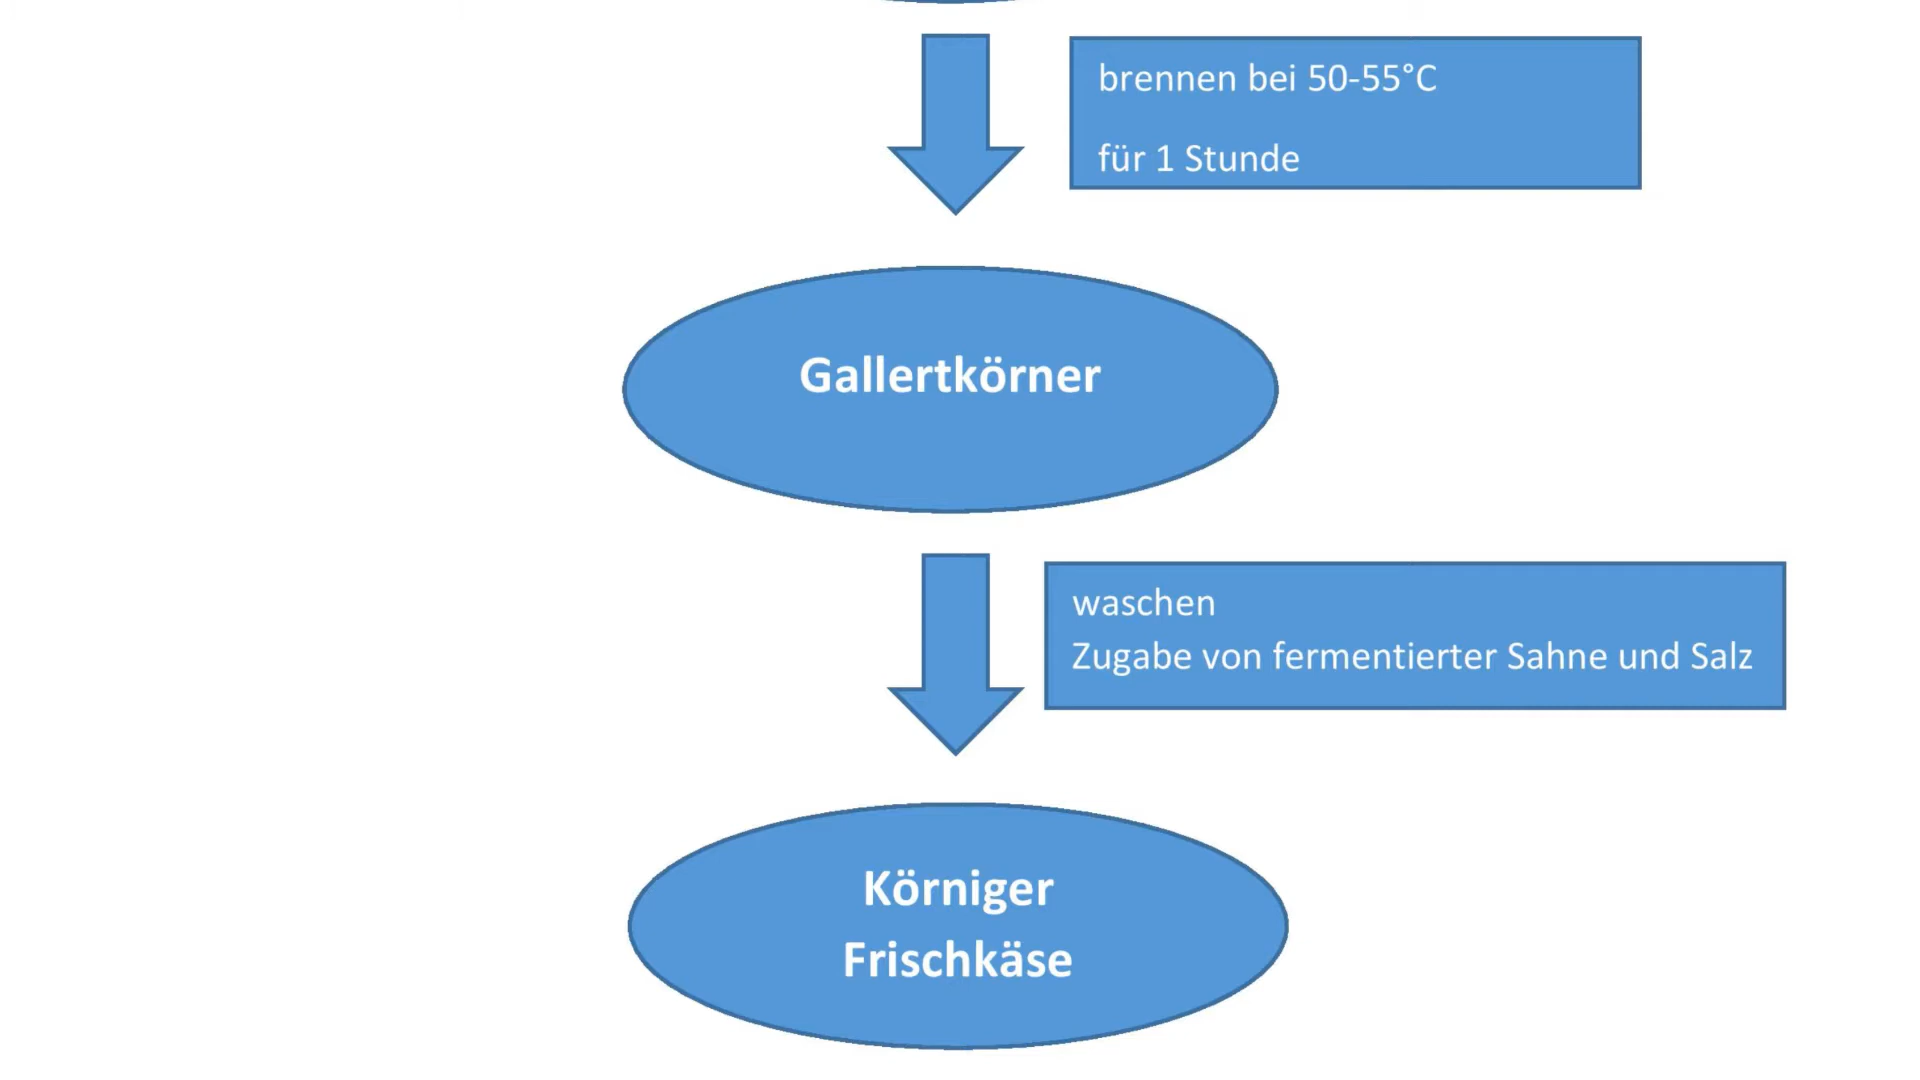 brennen bei 50-55°C
für 1 Stunde
Gallertkörner
waschen
Zugabe von fermentierter Sahne und Salz
Körniger
Frischkäse